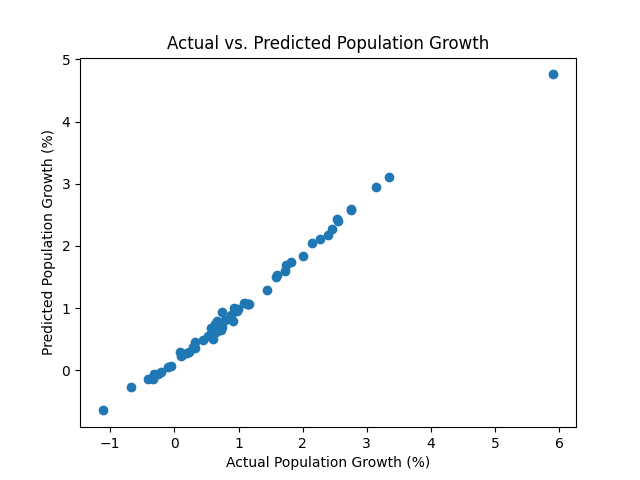 Actual vs. Predicted Population Growth
5
4
3
2
1
0
Predicted Population Growth (%)
−1 0 1 2 3 4 5 6
Actual Population Growth (%)